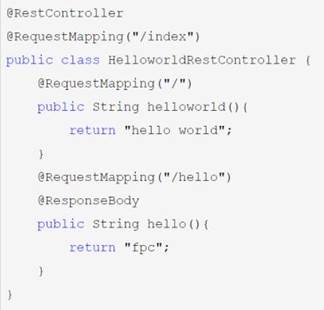 @RestController
@RequestMapping("/index")
public class HelloworldRestController {
    @RequestMapping("/")
    public String helloworld(){
        return "hello world";
    }
    @RequestMapping("/hello")
    @ResponseBody
    public String hello(){
        return "fpc";
    }
}